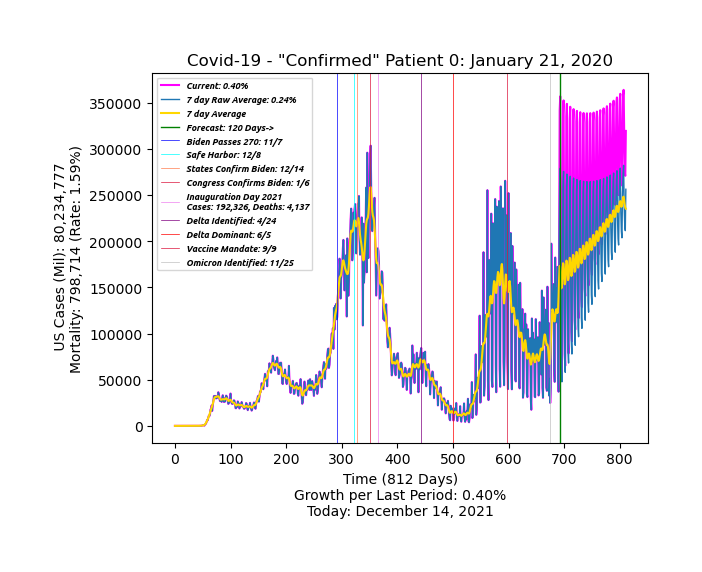 Covid-19 - "Confirmed" Patient 0: January 21, 2020
Current: 0.40%
7 day Raw Average: 0.24%
7 day Average
Forecast: 120 Days->
Biden Passes 270: 11/7
Safe Harbor: 12/8
States Confirm Biden: 12/14
Congress Confirms Biden: 1/6
Inauguration Day 2021
Cases: 192,326, Deaths: 4,137
Delta Identified: 4/24
Delta Dominant: 6/5
Vaccine Mandate: 9/9
Omicron Identified: 11/25
US Cases (Mil): 80,234,777
Mortality: 798,714 (Rate: 1.59%)
350000
300000
250000
200000
150000
100000
50000
0
0 100 200 300 400 500 600 700 800
Time (812 Days)
Growth per Last Period: 0.40%
Today: December 14, 2021